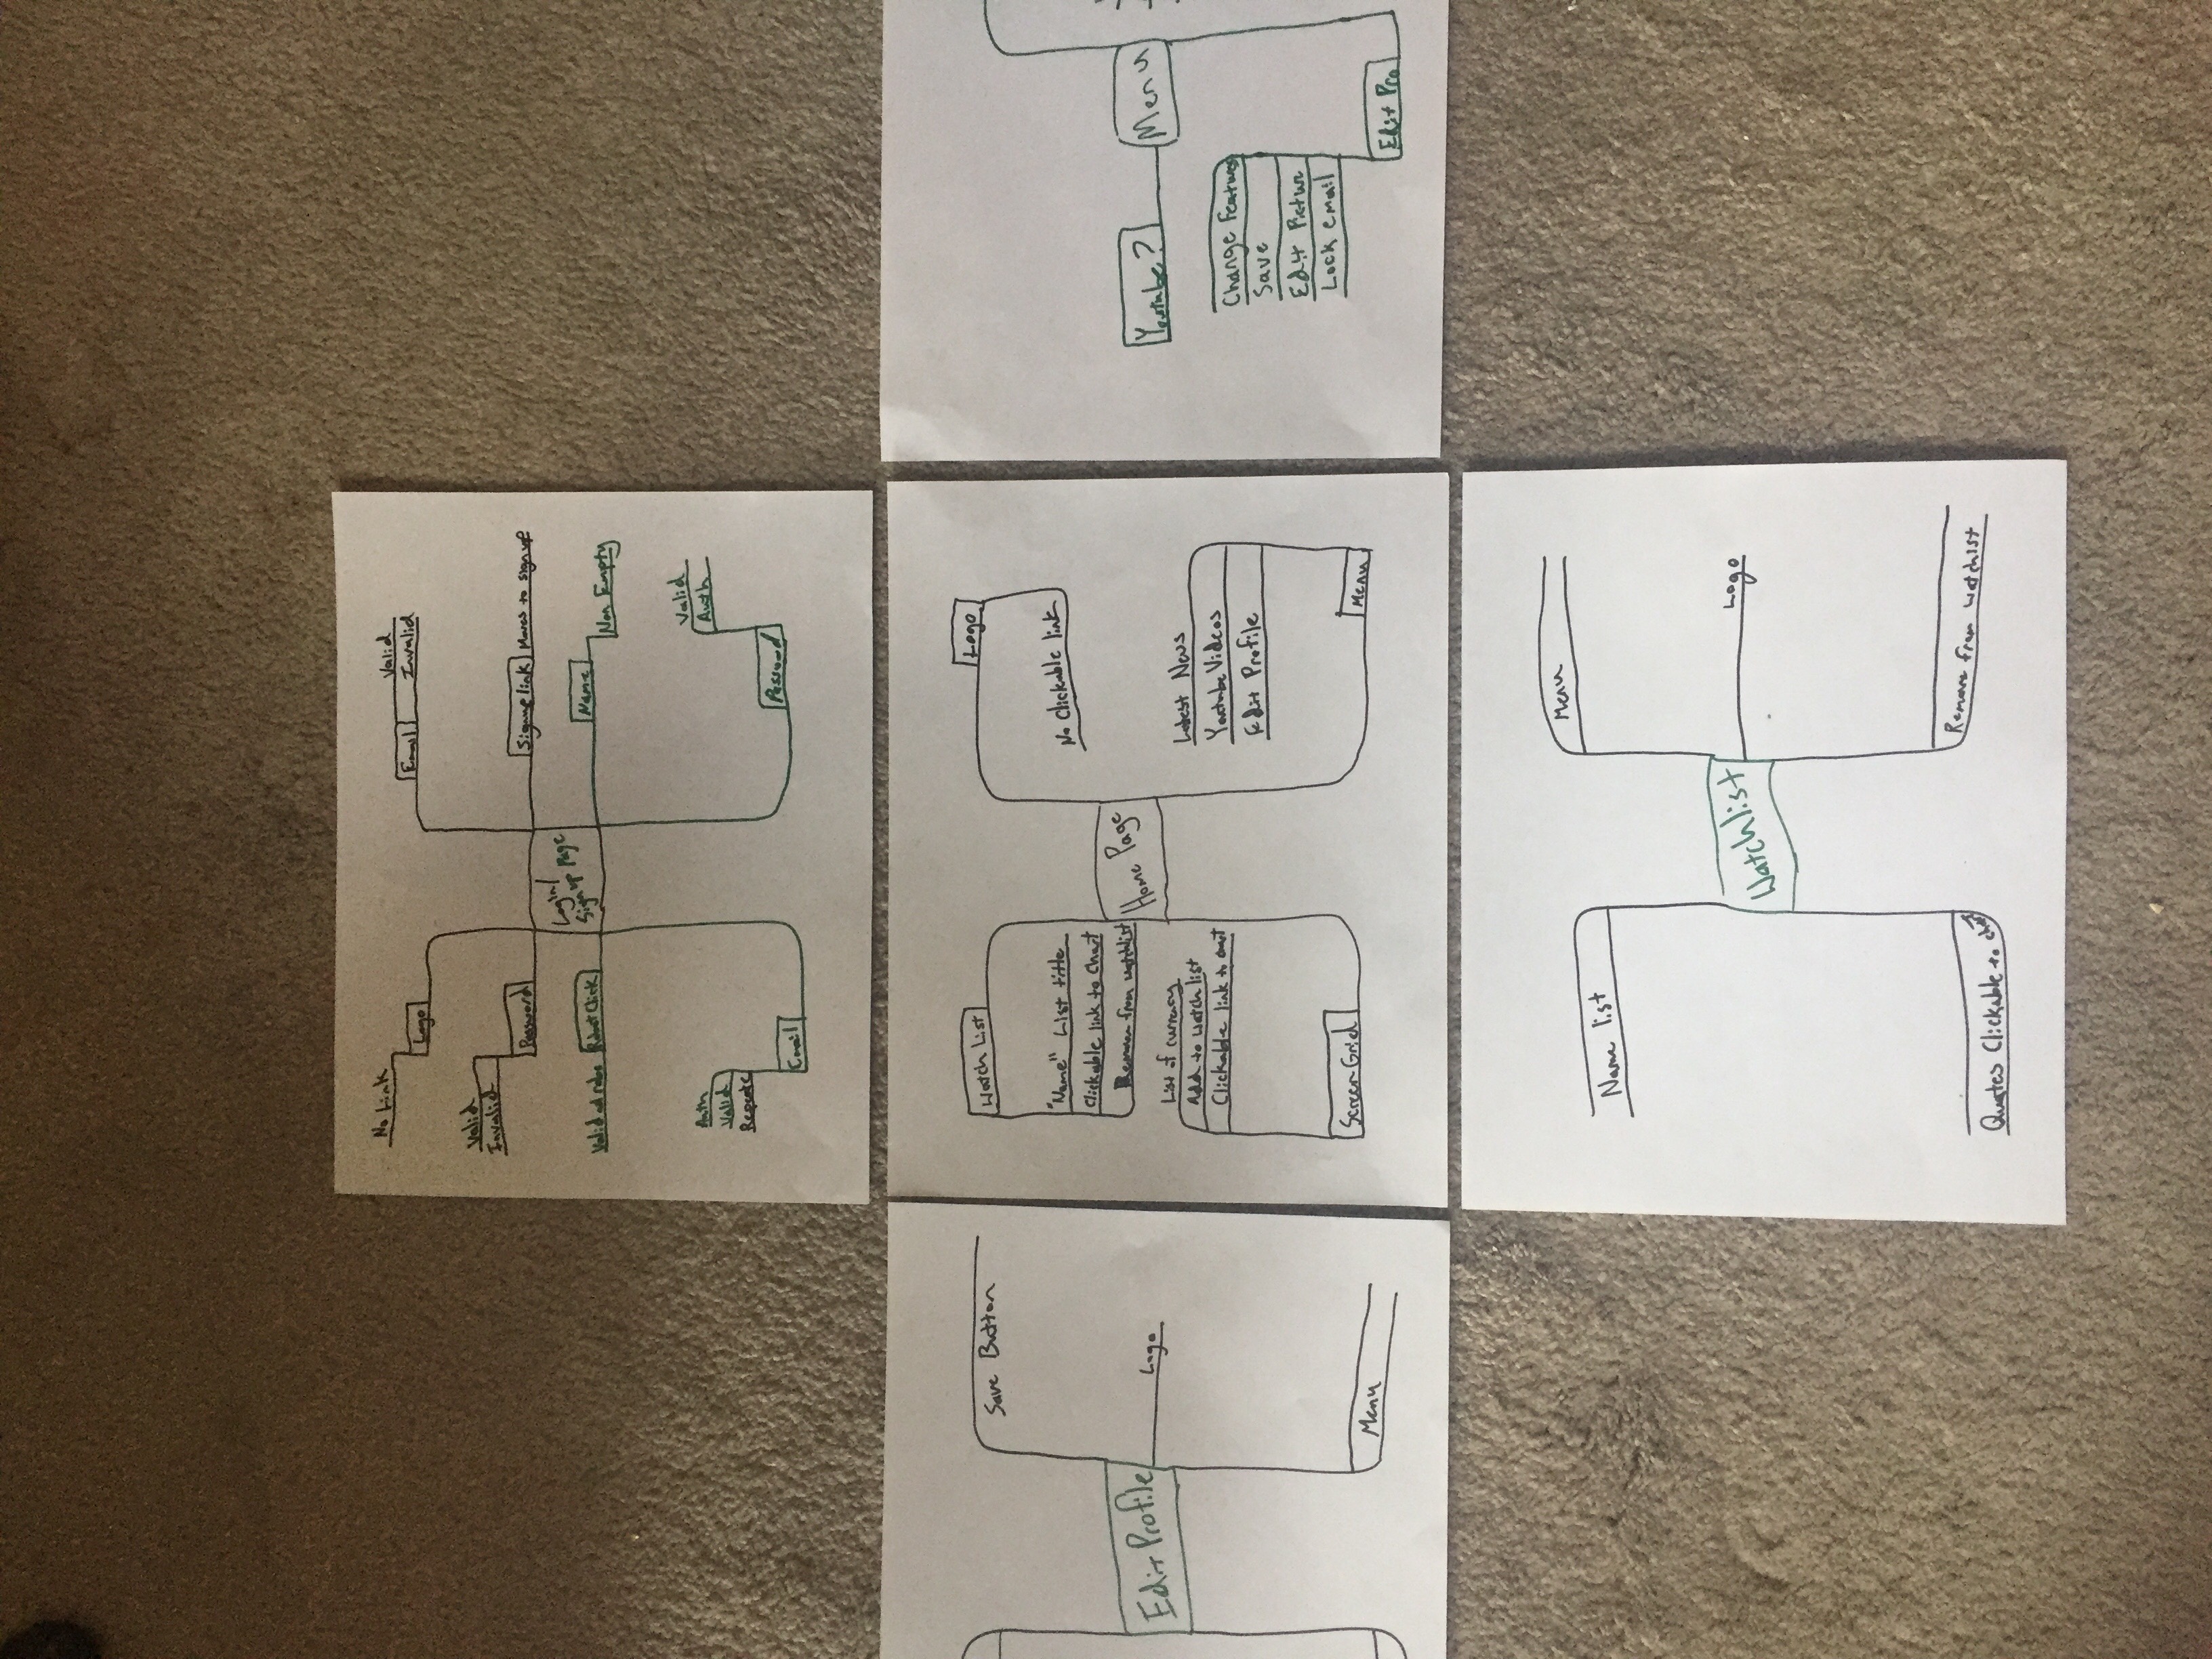 No Link
Logo
Valid
Invalid
Password
Robot Click
Auth
Valid
Repeate
Email
Login/
Sign up Page
Valid
Invalid
Email
Signup link
Moves to sign up
Name
Non Empty
Valid
Auth
Password
Edit Profile
Save Button
Logo
Menu
Watch List
"Name" List title
Clickable link to Chart
Remove from watchlist
List of currency
Add to watch list
Clickable link to chart
Screen Grid
Home Page
Logo
No Clickable link
Latest News
Youtube Videos
Edit Profile
Menu
Youtube?
Menu
Change Features
Save
Edit Pictur
Lock email
Edit Pro
Name list
Quotes Clickable to chart
Watchlist
Menu
Logo
Remove from watchist